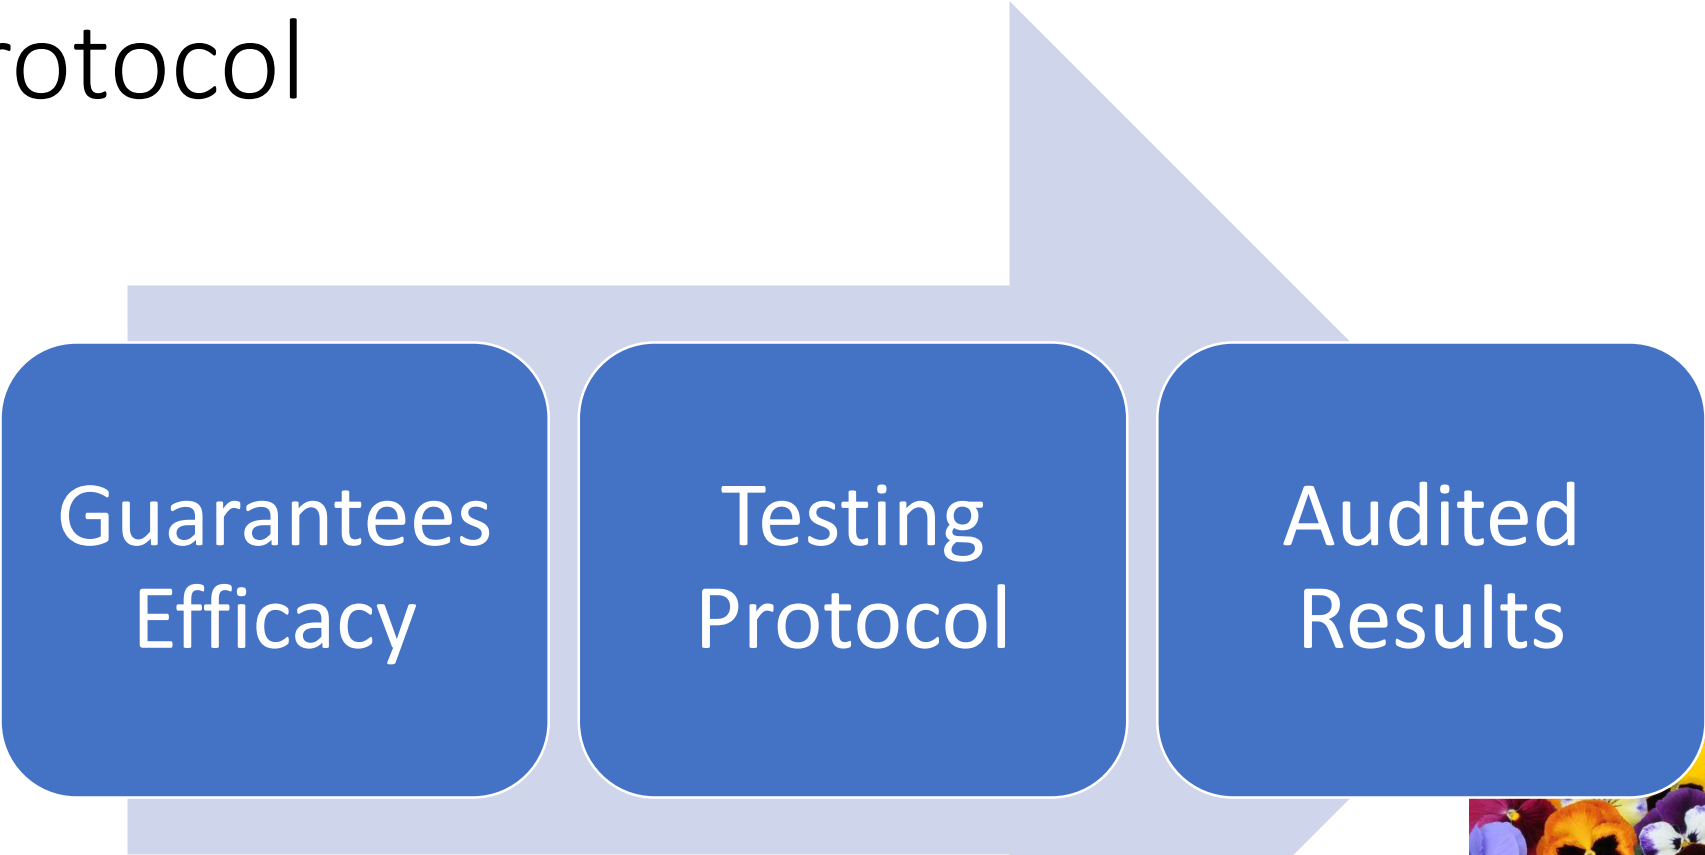 rotocol
Guarantees
Efficacy
Testing
Protocol
Audited
Results